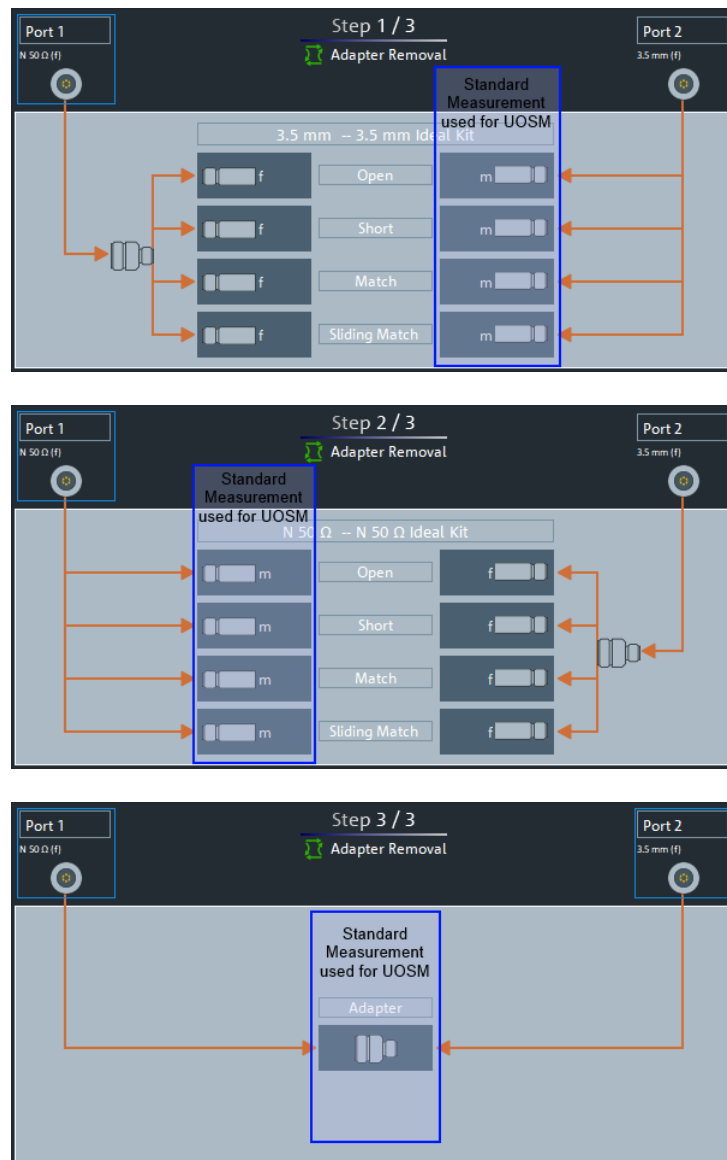 Port 1
Step 1 / 3
Port 2
N 50 Ω (f)
Adapter Removal
3.5 mm (f)
Standard
Measurement
used for UOSM
3.5 mm -- 3.5 mm Ideal Kit
f Open m
f Short m
f Match m
f Sliding Match m
Port 1
Step 2 / 3
Port 2
N 50 Ω (f)
Adapter Removal
3.5 mm (f)
Standard
Measurement
used for UOSM
N 50 Ω -- N 50 Ω Ideal Kit
m Open f
m Short f
m Match f
m Sliding Match f
Port 1
Step 3 / 3
Port 2
N 50 Ω (f)
Adapter Removal
3.5 mm (f)
Standard
Measurement
used for UOSM
Adapter